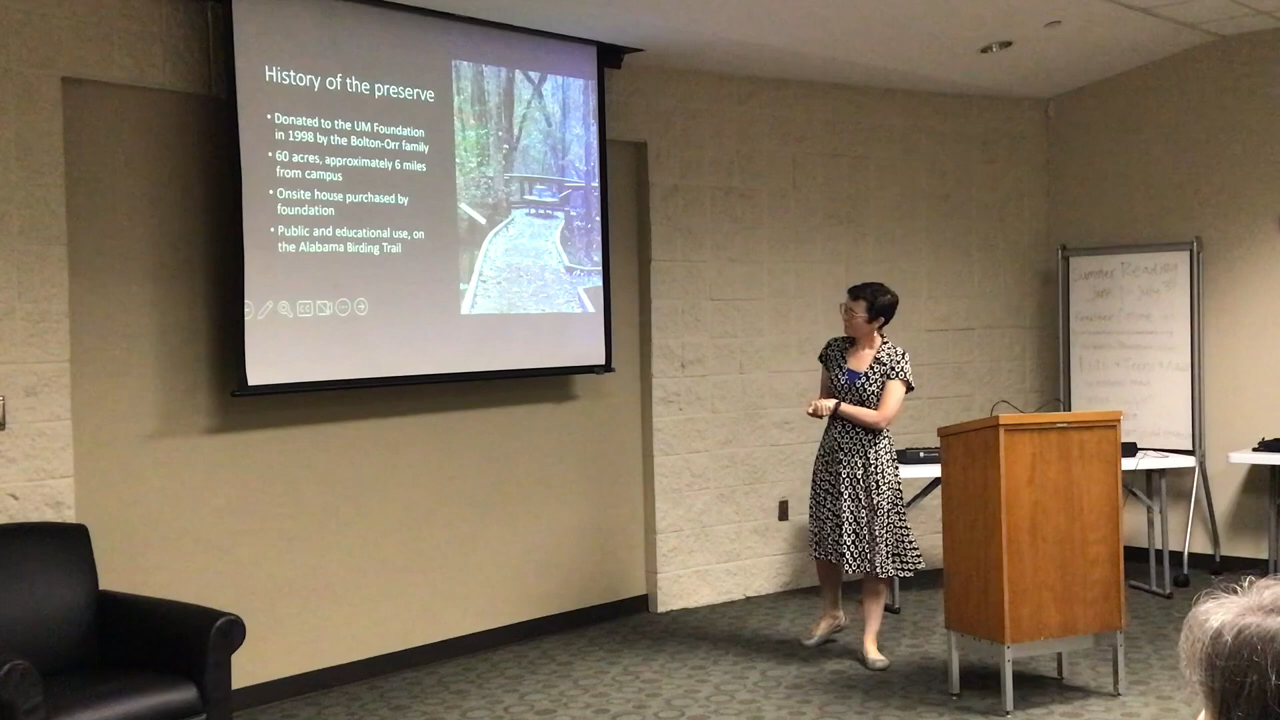 History of the preserve
• Donated to the UM Foundation
in 1998 by the Bolton-Orr family
• 60 acres, approximately 6 miles
from campus
• Onsite house purchased by
foundation
• Public and educational use, on
the Alabama Birding Trail
CC
Summer Reading